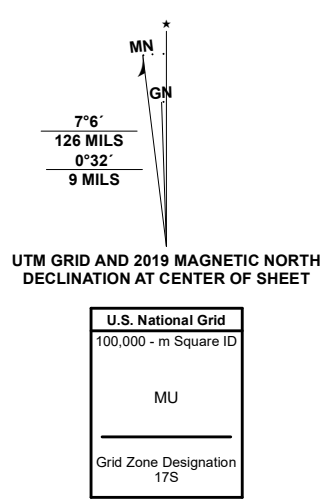 MN
GN
7°6´
126 MILS
0°32´
9 MILS
UTM GRID AND 2019 MAGNETIC NORTH
DECLINATION AT CENTER OF SHEET
U.S. National Grid
100,000 - m Square ID
MU
Grid Zone Designation
17S